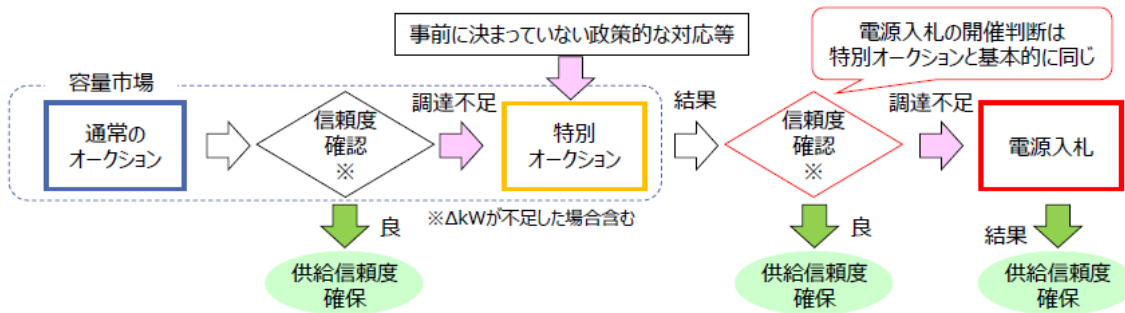 事前に決まっていない政策的な対応等
電源入札の開催判断は
特別オークションと基本的に同じ
容量市場
通常の
オークション
信頼度
確認
※
調達不足
特別
オークション
結果
信頼度
確認
※
調達不足
電源入札
良
※ΔkWが不足した場合含む
良
結果
供給信頼度
確保
供給信頼度
確保
供給信頼度
確保